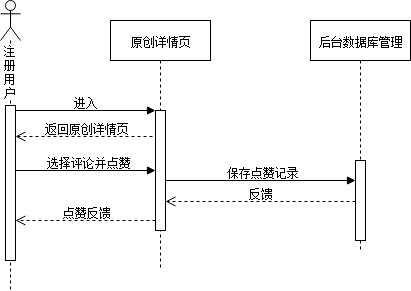 原创详情页
后台数据库管理
注册用户
进入
返回原创详情页
选择评论并点赞
保存点赞记录
反馈
点赞反馈